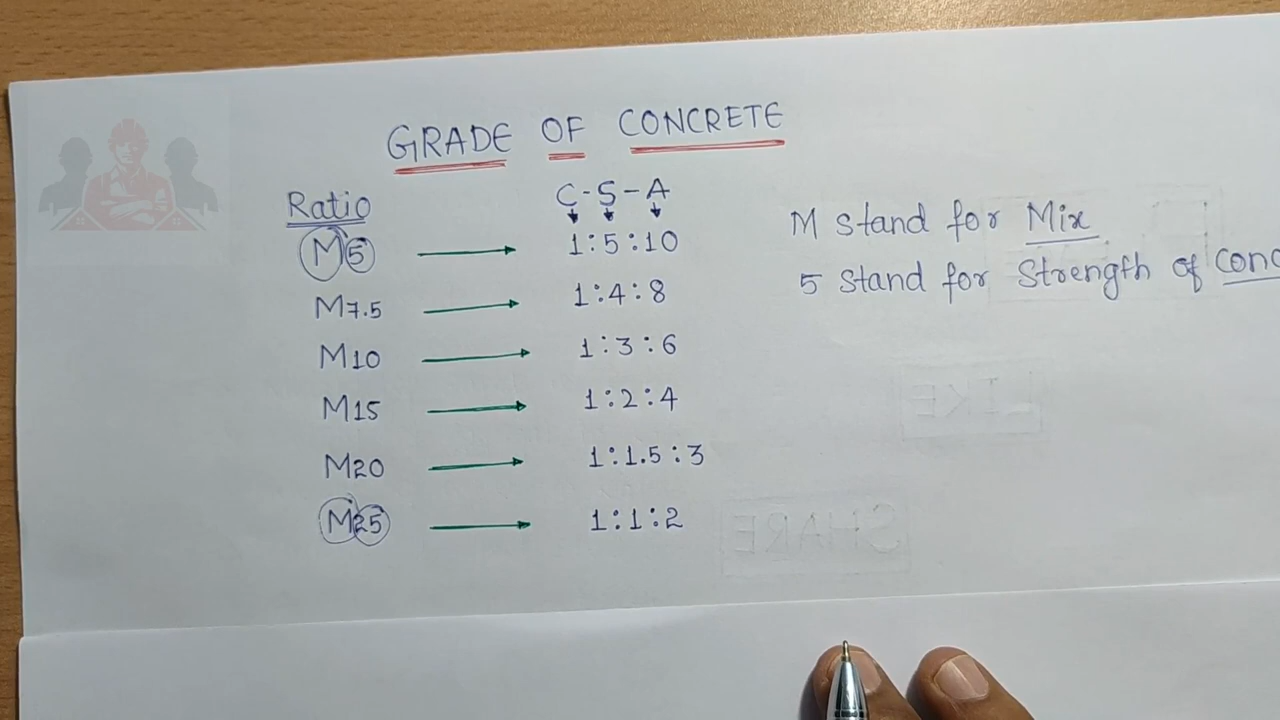 GRADE OF CONCRETE
Ratio
C-S-A
M5 → 1:5:10
M7.5 → 1:4:8
M10 → 1:3:6
M15 → 1:2:4
M20 → 1:1.5:3
M25 → 1:1:2
M stand for Mix
5 stand for Strength of Conc
LIKE
SHARE